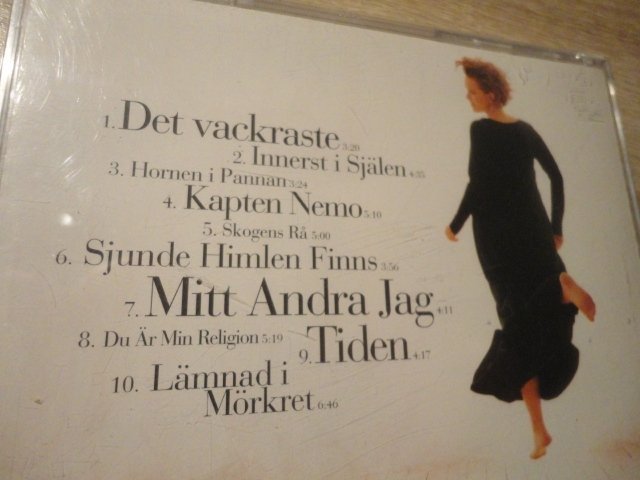 1. Det vackraste 3:20
2. Innerst i Själen 4:35
3. Hornen i Pannan 3:24
4. Kapten Nemo 5:10
5. Skogens Rå 5:00
6. Sjunde Himlen Finns 3:56
7. Mitt Andra Jag 4:11
8. Du Är Min Religion 5:19
9. Tiden 4:17
10. Lämnad i
Mörkret 6:46